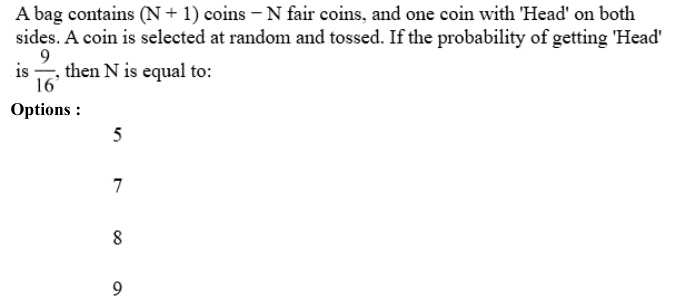 A bag contains (N + 1) coins – N fair coins, and one coin with 'Head' on both
sides. A coin is selected at random and tossed. If the probability of getting 'Head'
is 9/16, then N is equal to:
Options :
5
7
8
9